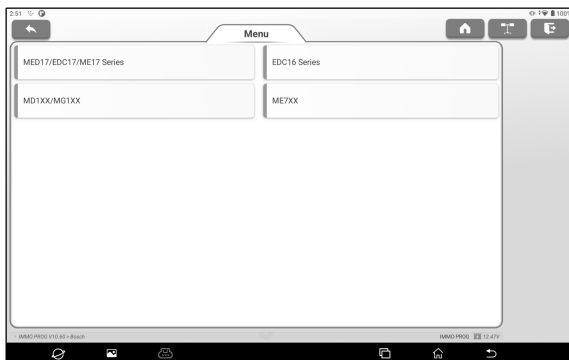 2:51
100%
Menu
MED17/EDC17/ME17 Series
EDC16 Series
MD1XX/MG1XX
ME7XX
IMMO PROG V10.60 > Bosch
IMMO PROG 12.47V